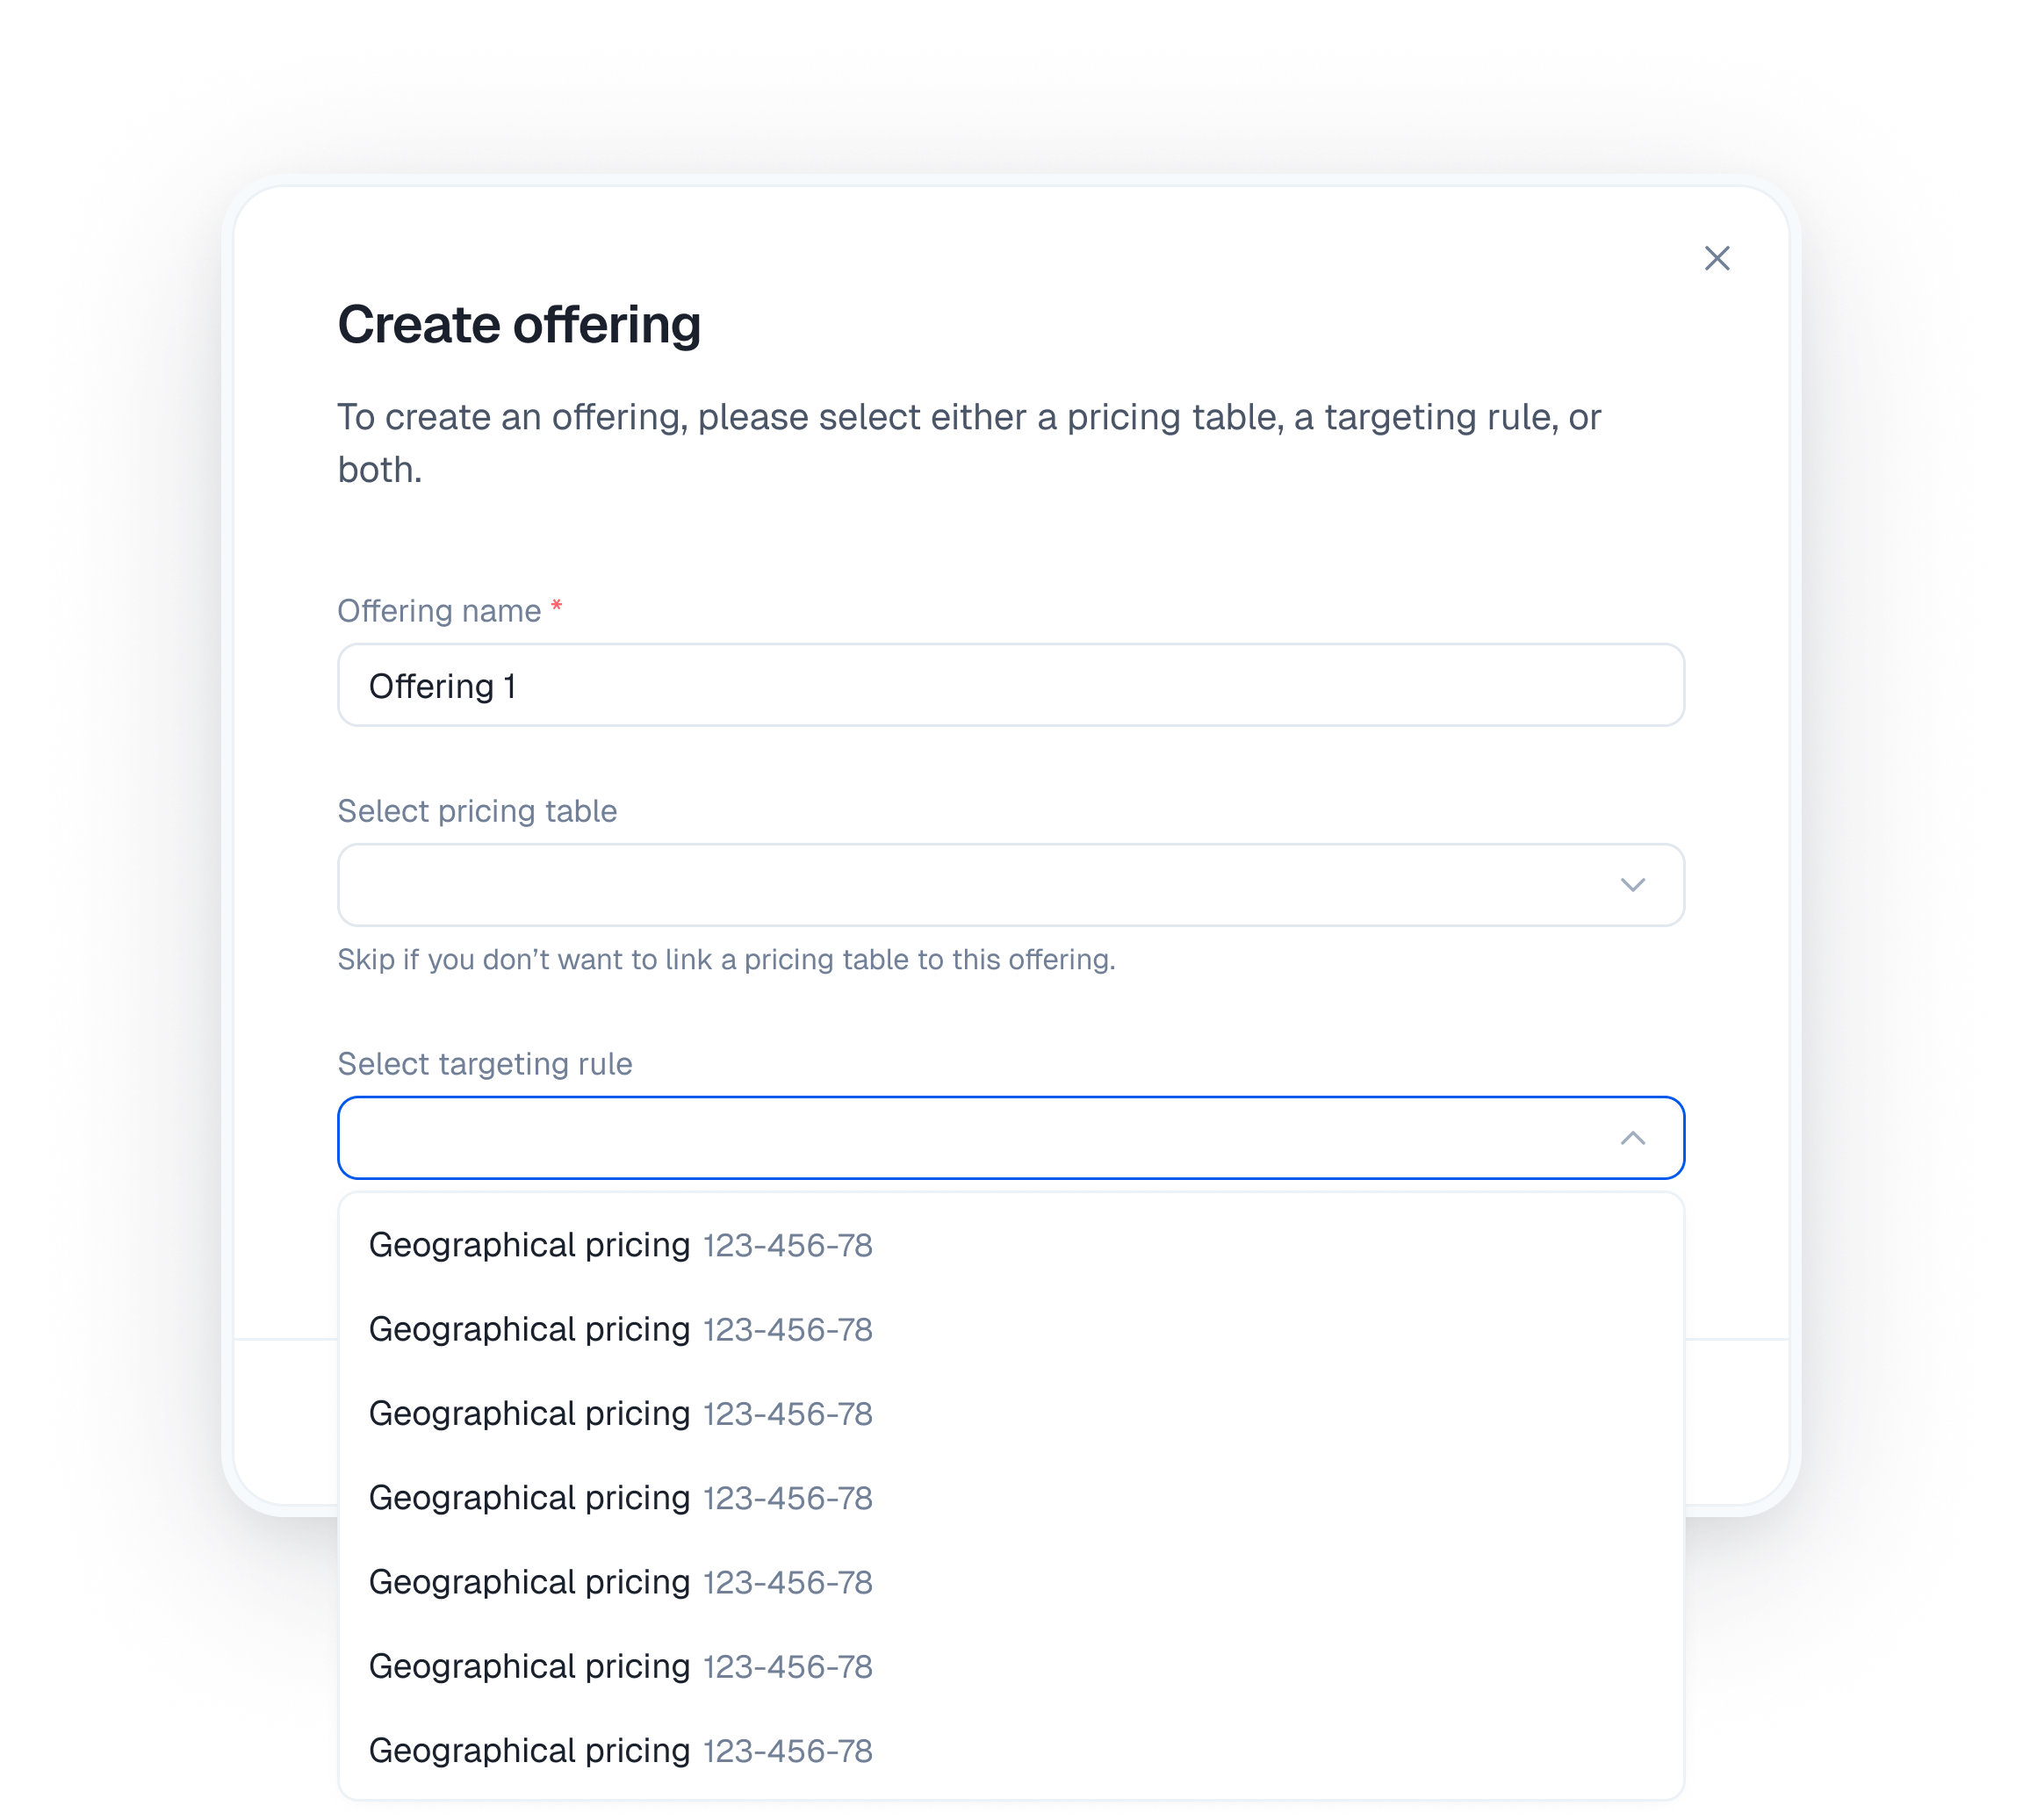 Create offering
To create an offering, please select either a pricing table, a targeting rule, or
both.
Offering name *
Offering 1
Select pricing table
Skip if you don’t want to link a pricing table to this offering.
Select targeting rule
Geographical pricing 123-456-78
Geographical pricing 123-456-78
Geographical pricing 123-456-78
Geographical pricing 123-456-78
Geographical pricing 123-456-78
Geographical pricing 123-456-78
Geographical pricing 123-456-78